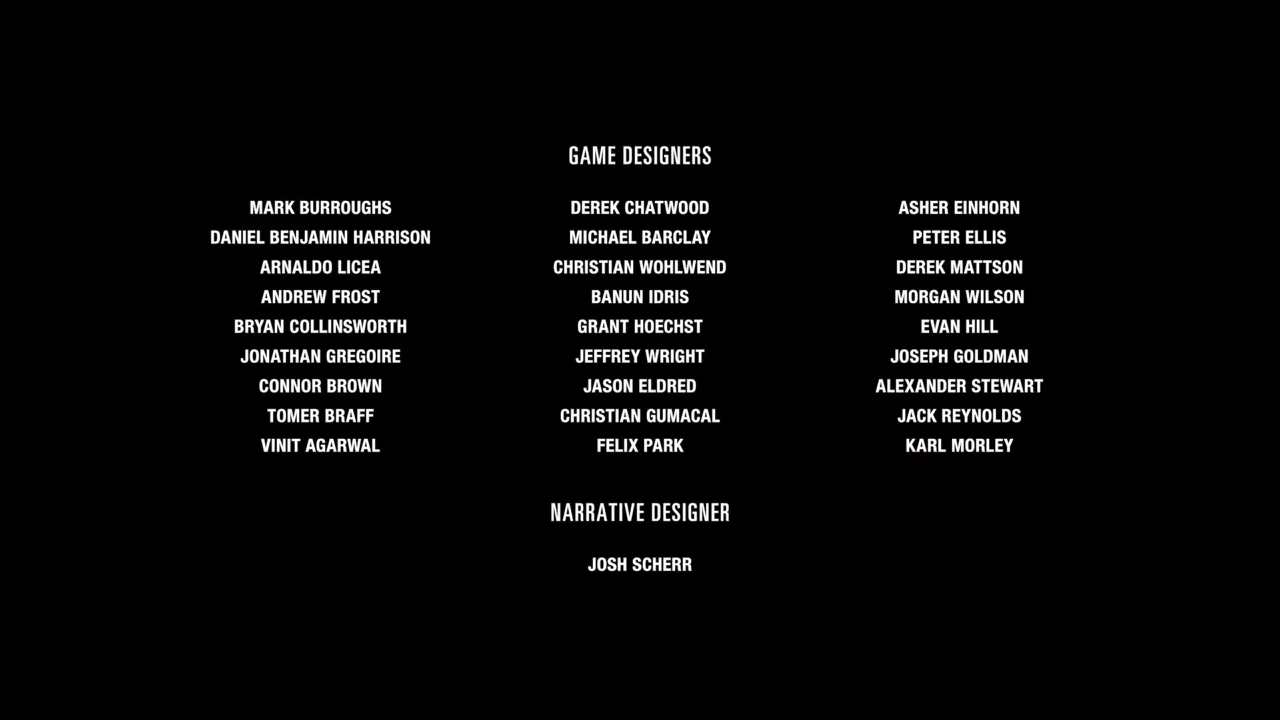 GAME DESIGNERS
MARK BURROUGHS DEREK CHATWOOD ASHER EINHORN
DANIEL BENJAMIN HARRISON MICHAEL BARCLAY PETER ELLIS
ARNALDO LICEA CHRISTIAN WOHLWEND DEREK MATTSON
ANDREW FROST BANUN IDRIS MORGAN WILSON
BRYAN COLLINSWORTH GRANT HOECHST EVAN HILL
JONATHAN GREGOIRE JEFFREY WRIGHT JOSEPH GOLDMAN
CONNOR BROWN JASON ELDRED ALEXANDER STEWART
TOMER BRAFF CHRISTIAN GUMACAL JACK REYNOLDS
VINIT AGARWAL FELIX PARK KARL MORLEY
NARRATIVE DESIGNER
JOSH SCHERR